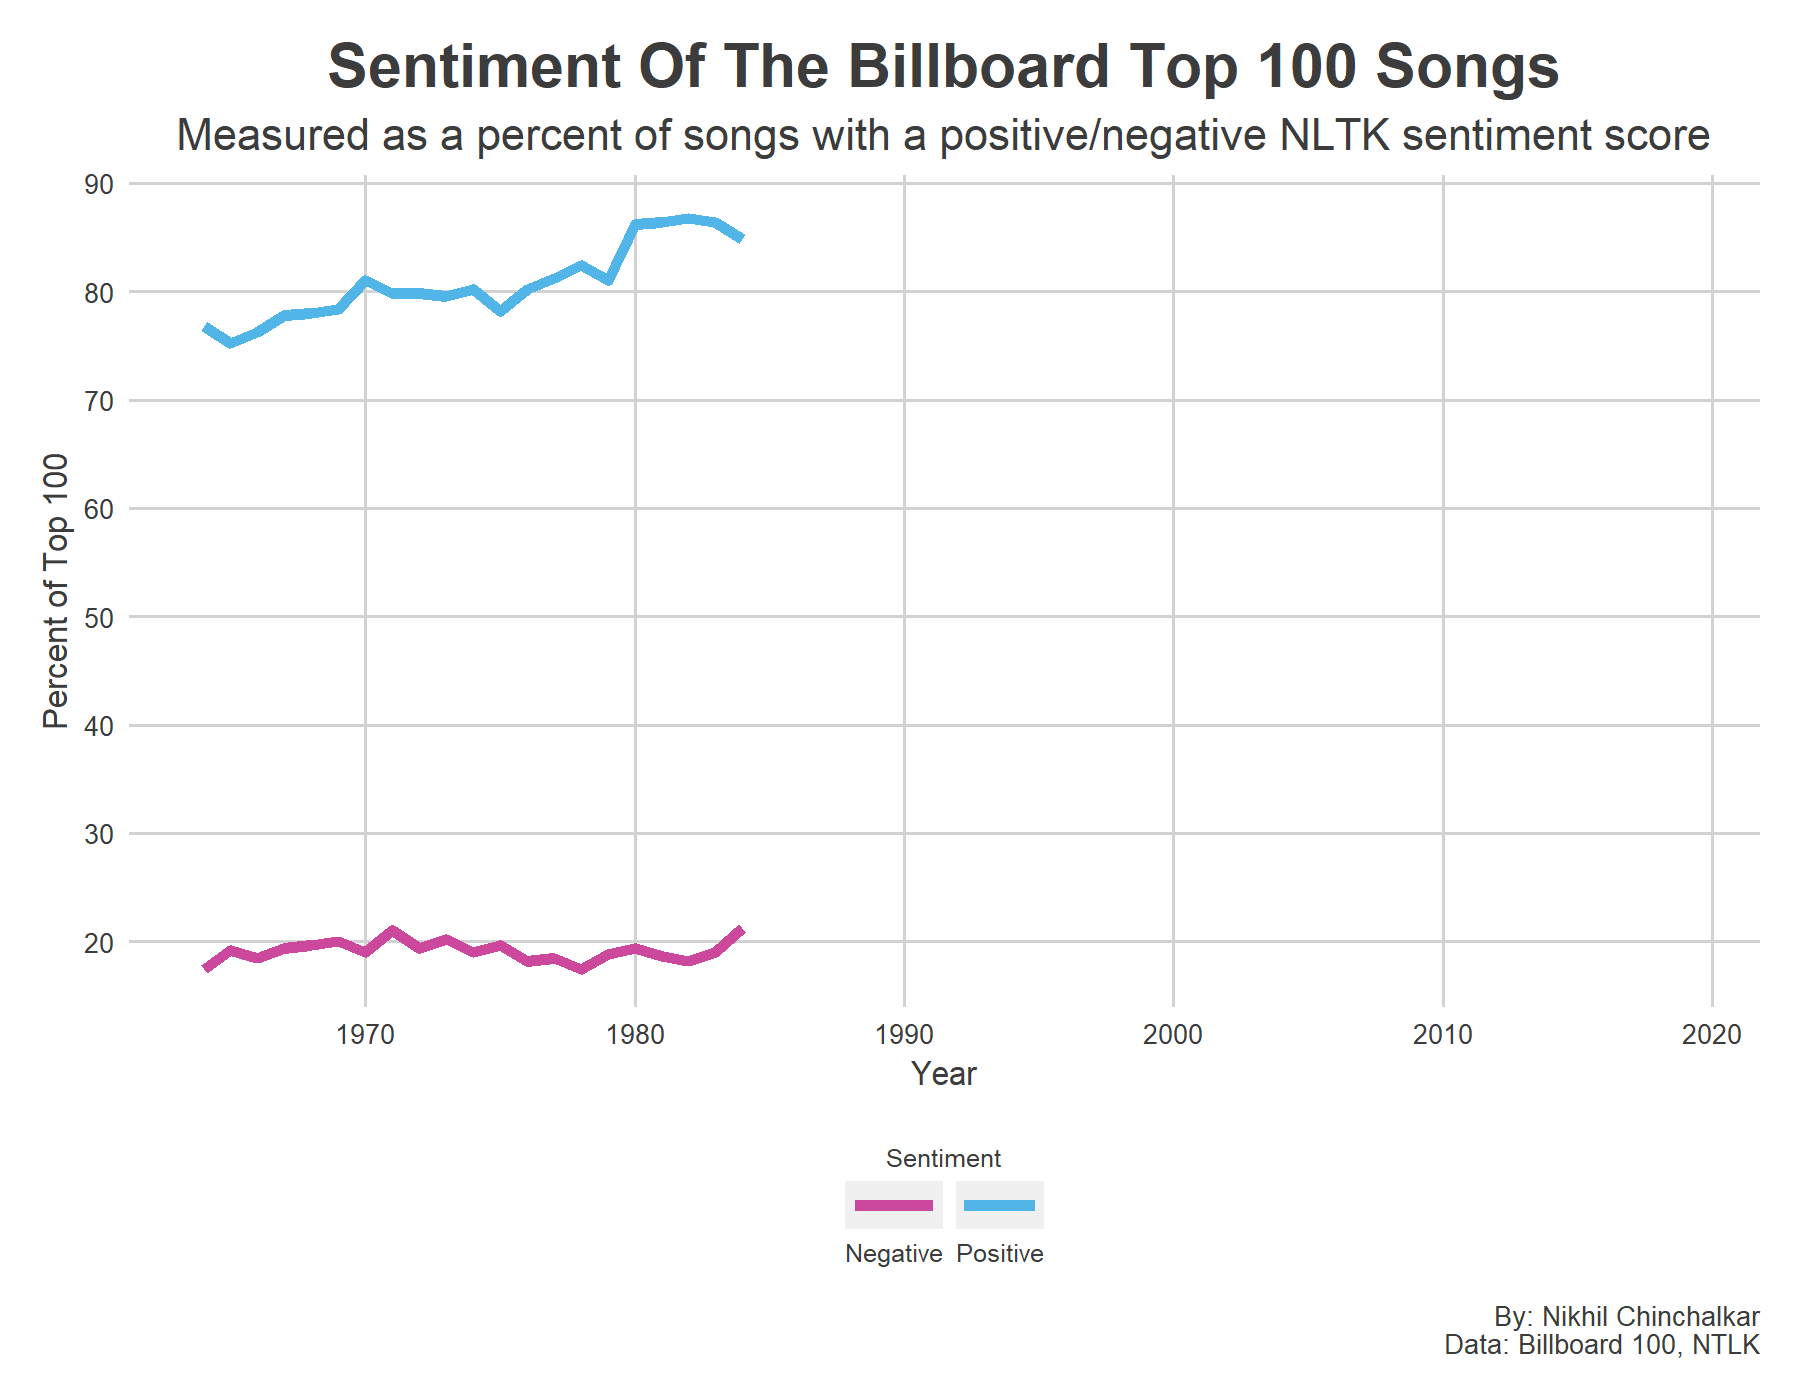 Sentiment Of The Billboard Top 100 Songs
Measured as a percent of songs with a positive/negative NLTK sentiment score
90
80
70
60
50
40
30
20
Percent of Top 100
1970 1980 1990 2000 2010 2020
Year
Sentiment
Negative Positive
By: Nikhil Chinchalkar
Data: Billboard 100, NTLK